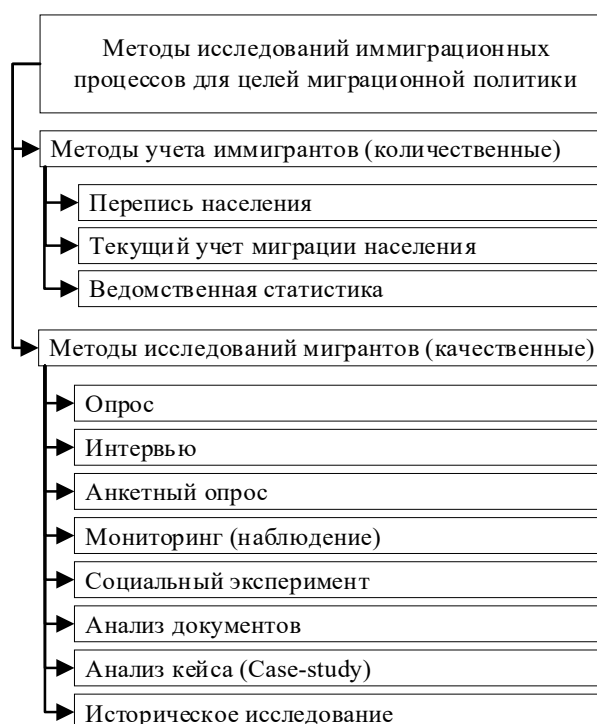 Методы исследований иммиграционных
процессов для целей миграционной политики
Методы учета иммигрантов (количественные)
Перепись населения
Текущий учет миграции населения
Ведомственная статистика
Методы исследований мигрантов (качественные)
Опрос
Интервью
Анкетный опрос
Мониторинг (наблюдение)
Социальный эксперимент
Анализ документов
Анализ кейса (Case-study)
Историческое исследование